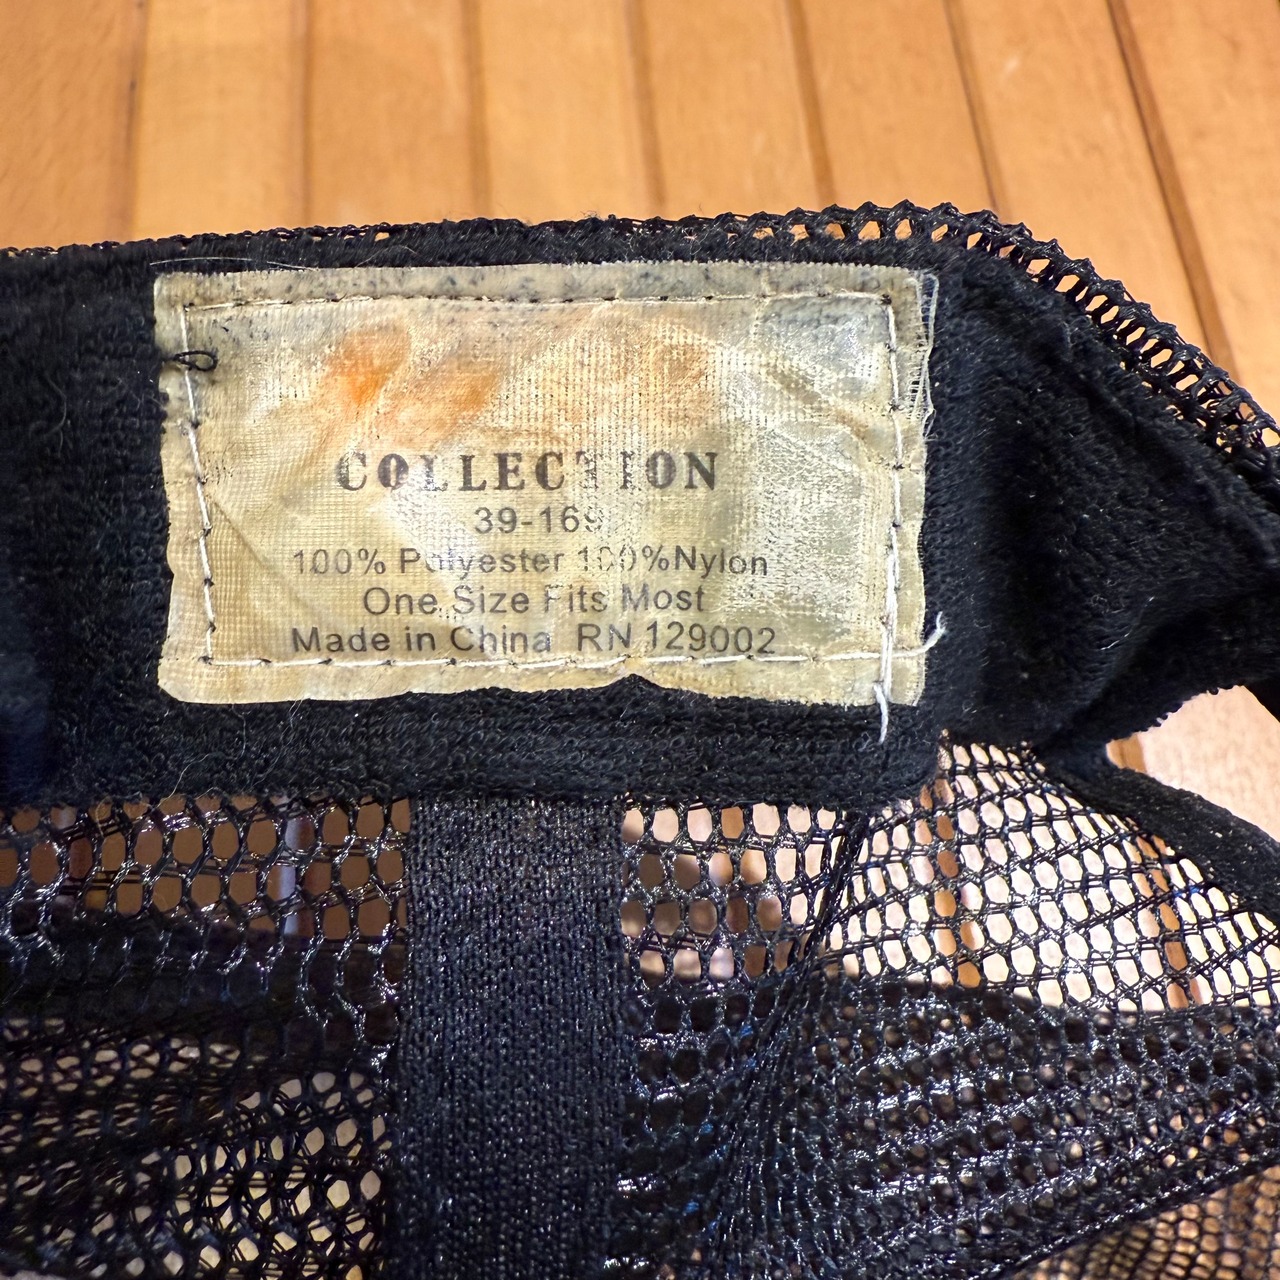 COLLECTION
39-169
100% Polyester 100%Nylon
One Size Fits Most
Made in China RN 129002